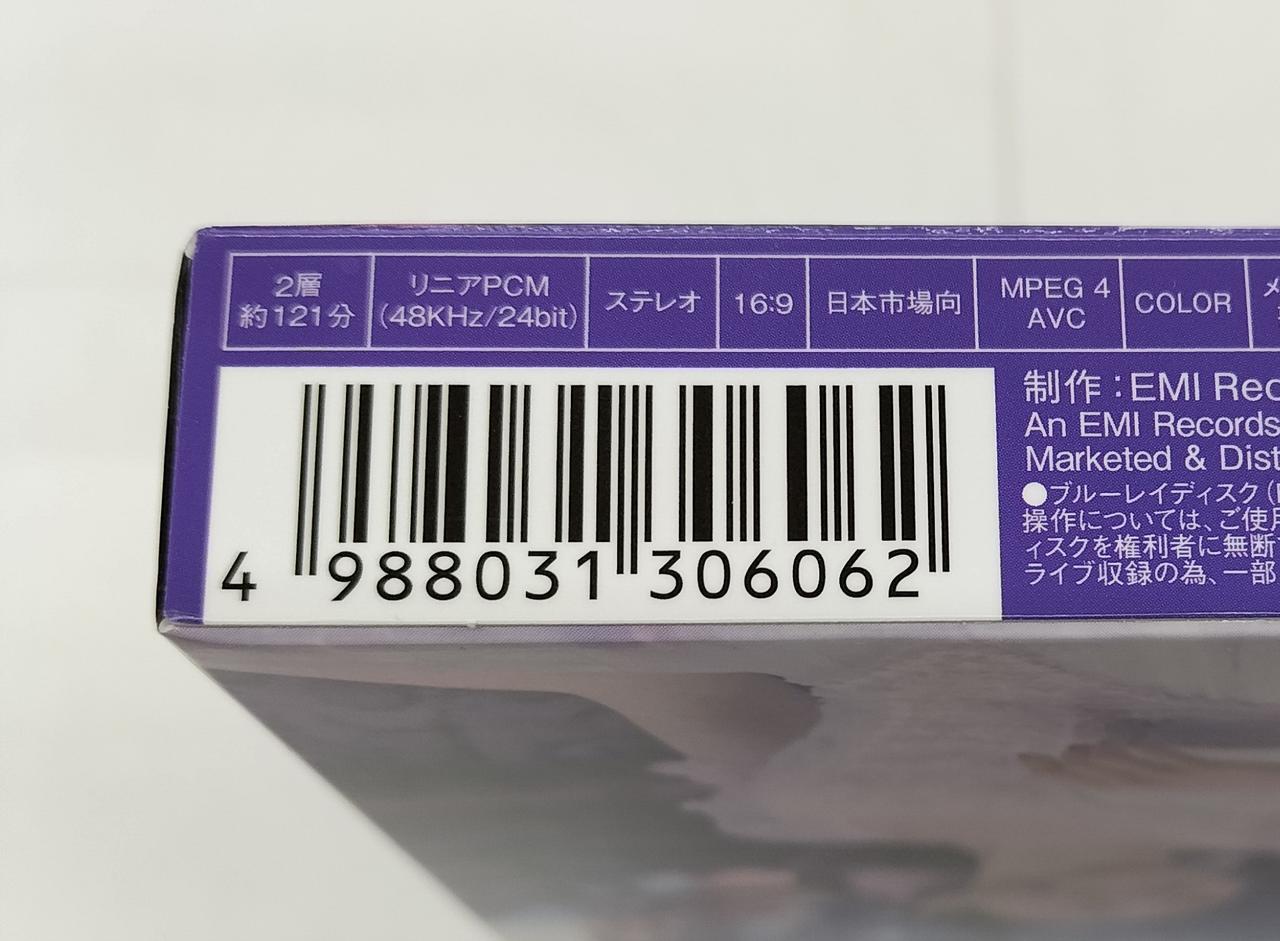 2層
約121分
リニアPCM
(48KHz/24bit)
ステレオ
16:9
日本市場向
MPEG 4
AVC
COLOR
4 988031 306062
制作：EMI
An EMI Records
Marketed &
●ブルーレイディスク
操作については、ご使用
ィスクを権利者に無断
ライブ収録の為、一部